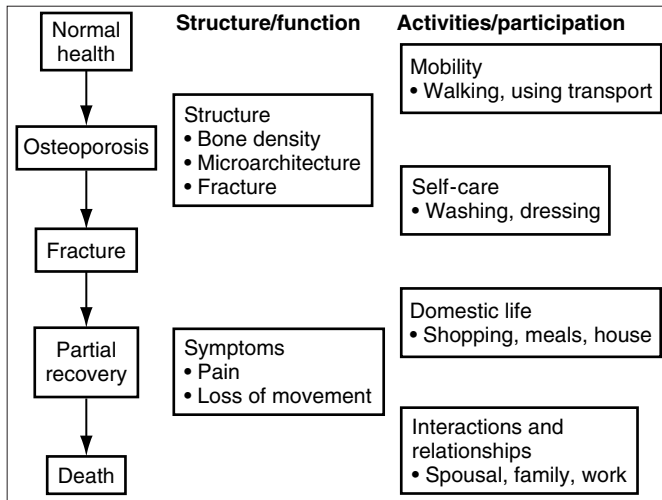 Normal
health
Osteoporosis
Fracture
Partial
recovery
Death
Structure/function
Structure
• Bone density
• Microarchitecture
• Fracture
Symptoms
• Pain
• Loss of movement
Activities/participation
Mobility
• Walking, using transport
Self-care
• Washing, dressing
Domestic life
• Shopping, meals, house
Interactions and
relationships
• Spousal, family, work